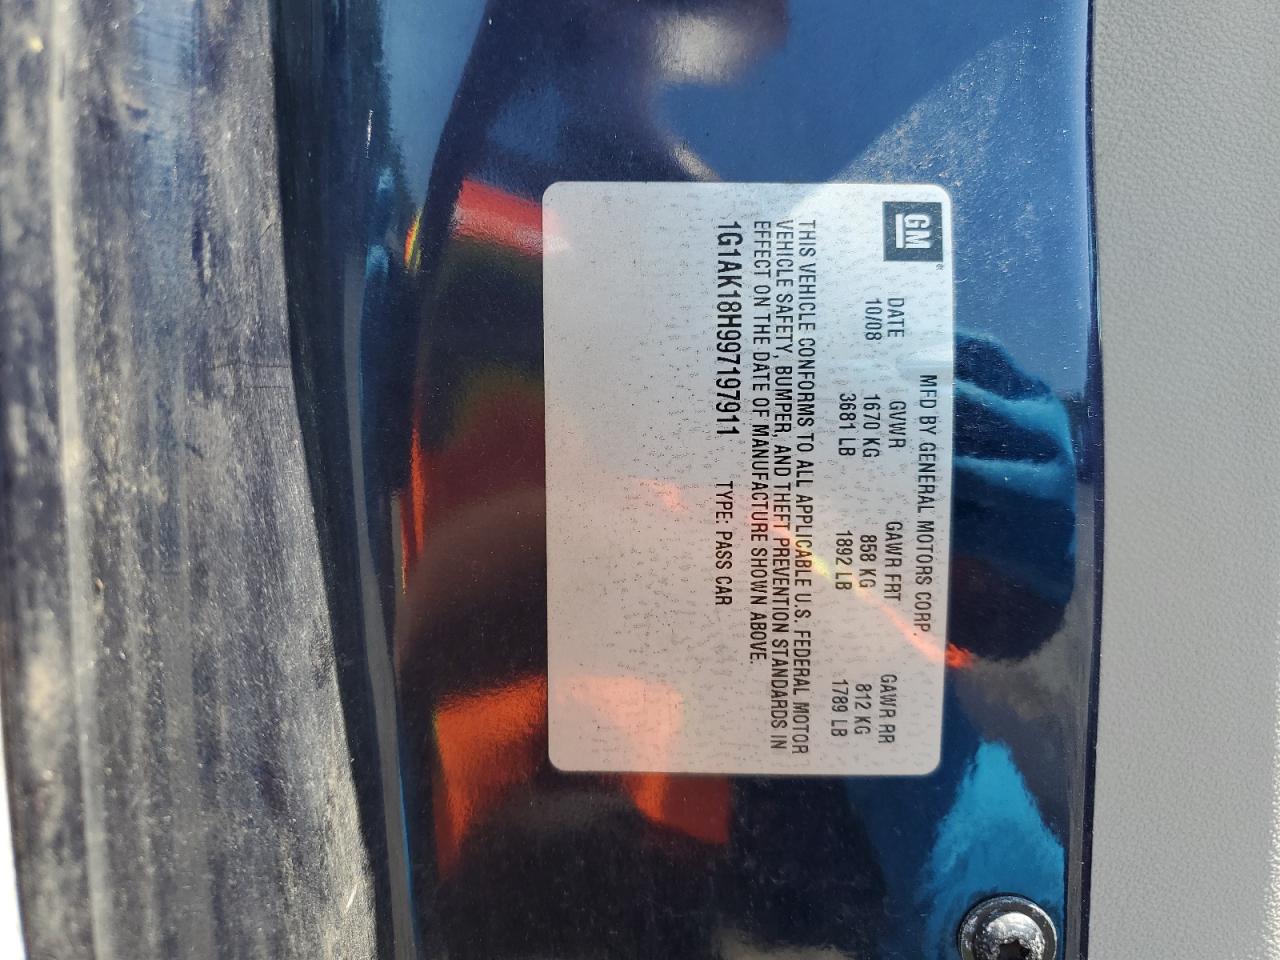 GM
MFD BY GENERAL MOTORS CORP.
DATE GVWR GAWR FRT GAWR RR
10/08 1670 KG 858 KG 812 KG
3681 LB 1892 LB 1789 LB
THIS VEHICLE CONFORMS TO ALL APPLICABLE U.S. FEDERAL MOTOR
VEHICLE SAFETY, BUMPER, AND THEFT PREVENTION STANDARDS IN
EFFECT ON THE DATE OF MANUFACTURE SHOWN ABOVE.
1G1AK18H997197911 TYPE: PASS CAR